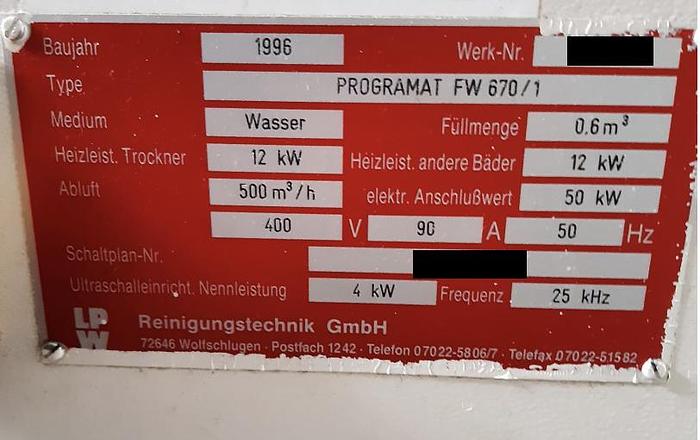 Baujahr 1996 Werk-Nr.
Type PROGRAMAT FW 670/1
Medium Wasser Füllmenge 0.6 m³
Heizleist. Trockner 12 kW Heizleist. andere Bäder 12 kW
Abluft 500 m³/h elektr. Anschlußwert 50 kW
400 V 90 A 50 Hz
Schaltplan-Nr.
Ultraschalleinricht. Nennleistung 4 kW Frequenz 25 kHz
LPW Reinigungstechnik GmbH
72646 Wolfschlugen · Postfach 1242 · Telefon 07022-5806/7 · Telefax 07022-51582